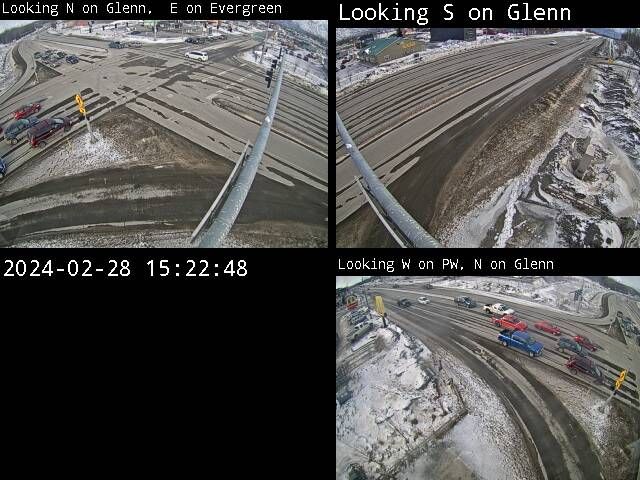 Looking N on Glenn,  E on Evergreen
Looking S on Glenn
2024-02-28 15:22:48
Looking W on PW, N on Glenn